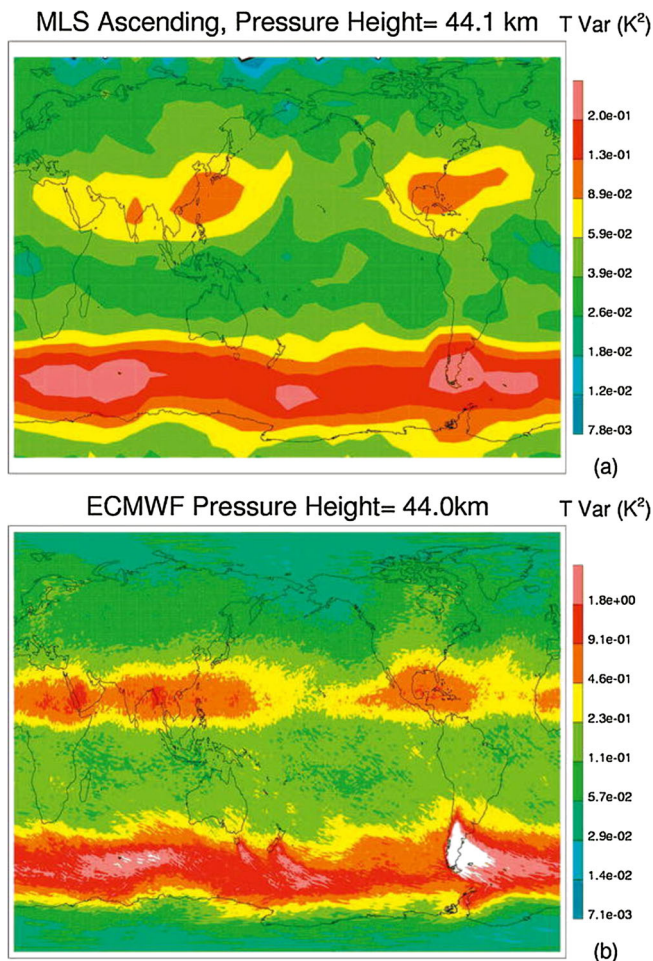 MLS Ascending, Pressure Height= 44.1 km T Var (K²)
2.0e-01
1.3e-01
8.9e-02
5.9e-02
3.9e-02
2.6e-02
1.8e-02
1.2e-02
7.8e-03
(a)
ECMWF Pressure Height= 44.0km T Var (K²)
1.8e+00
9.1e-01
4.6e-01
2.3e-01
1.1e-01
5.7e-02
2.9e-02
1.4e-02
7.1e-03
(b)